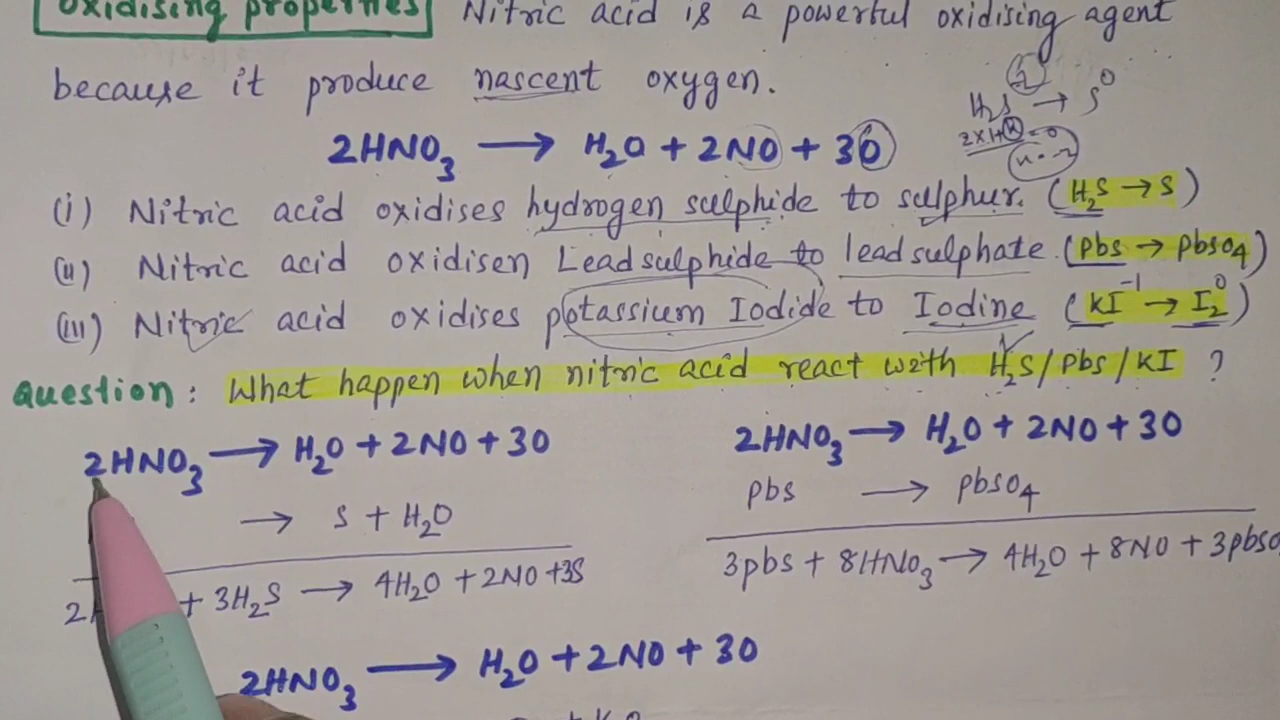 Oxidising properties Nitric acid is a powerful oxidising agent
because it produce nascent oxygen.
H₂S → S⁰
2HNO₃ → H₂O + 2NO + 3O
(i) Nitric acid oxidises hydrogen sulphide to sulphur. (H₂S → S)
(ii) Nitric acid oxidisen Lead sulphide to lead sulphate. (Pbs → PbSO₄)
(iii) Nitric acid oxidises potassium Iodide to Iodine (KI⁻¹ → I₂⁰)
Question: What happen when nitric acid react with H₂S/Pbs/KI ?
2HNO₃ → H₂O + 2NO + 3O
→ S + H₂O
2H + 3H₂S → 4H₂O + 2NO + 3S
2HNO₃ → H₂O + 2NO + 3O
Pbs → PbSO₄
3Pbs + 8HNO₃ → 4H₂O + 8NO + 3PbSO
2HNO₃ → H₂O + 2NO + 3O